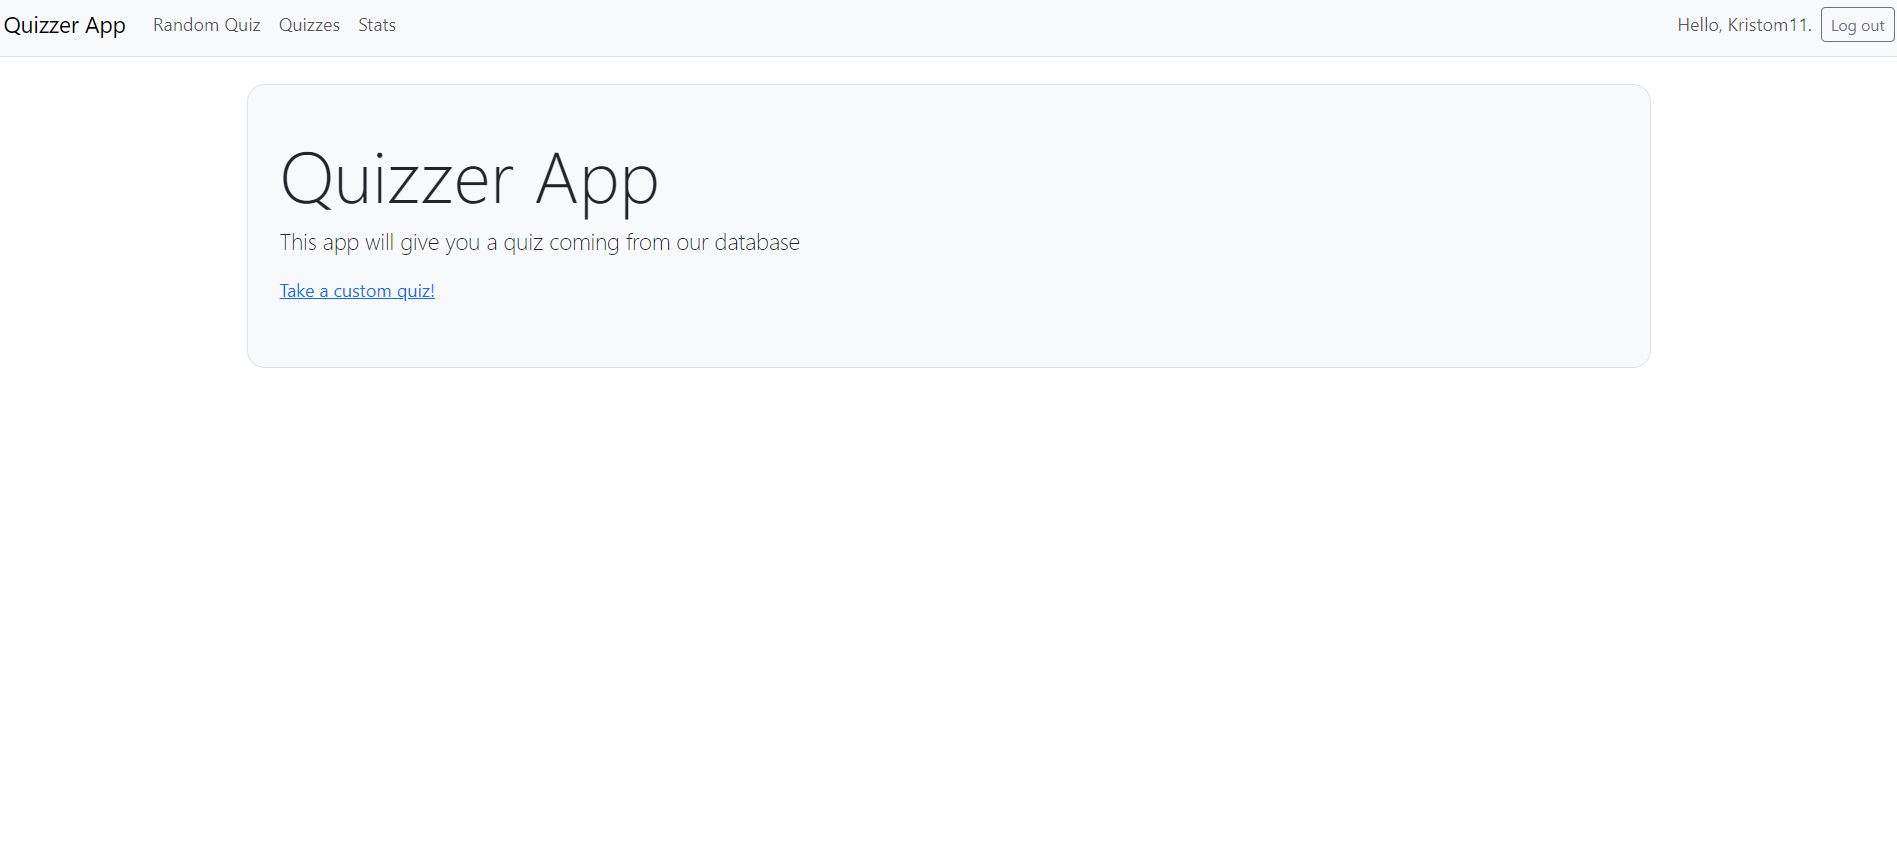 Quizzer App Random Quiz Quizzes Stats Hello, Kristom11. Log out
Quizzer App
This app will give you a quiz coming from our database
Take a custom quiz!